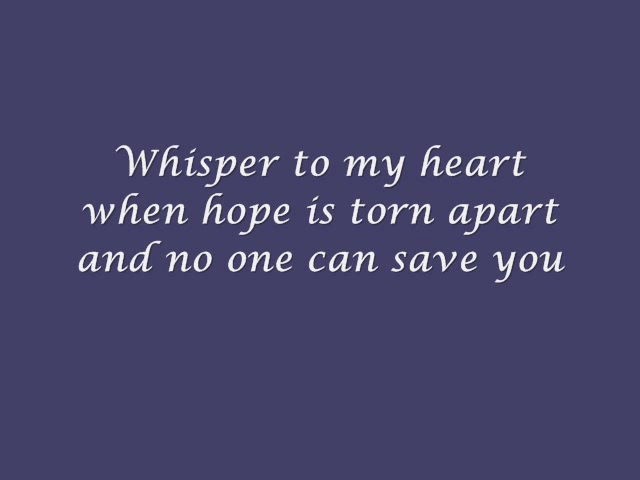 Whisper to my heart
when hope is torn apart
and no one can save you